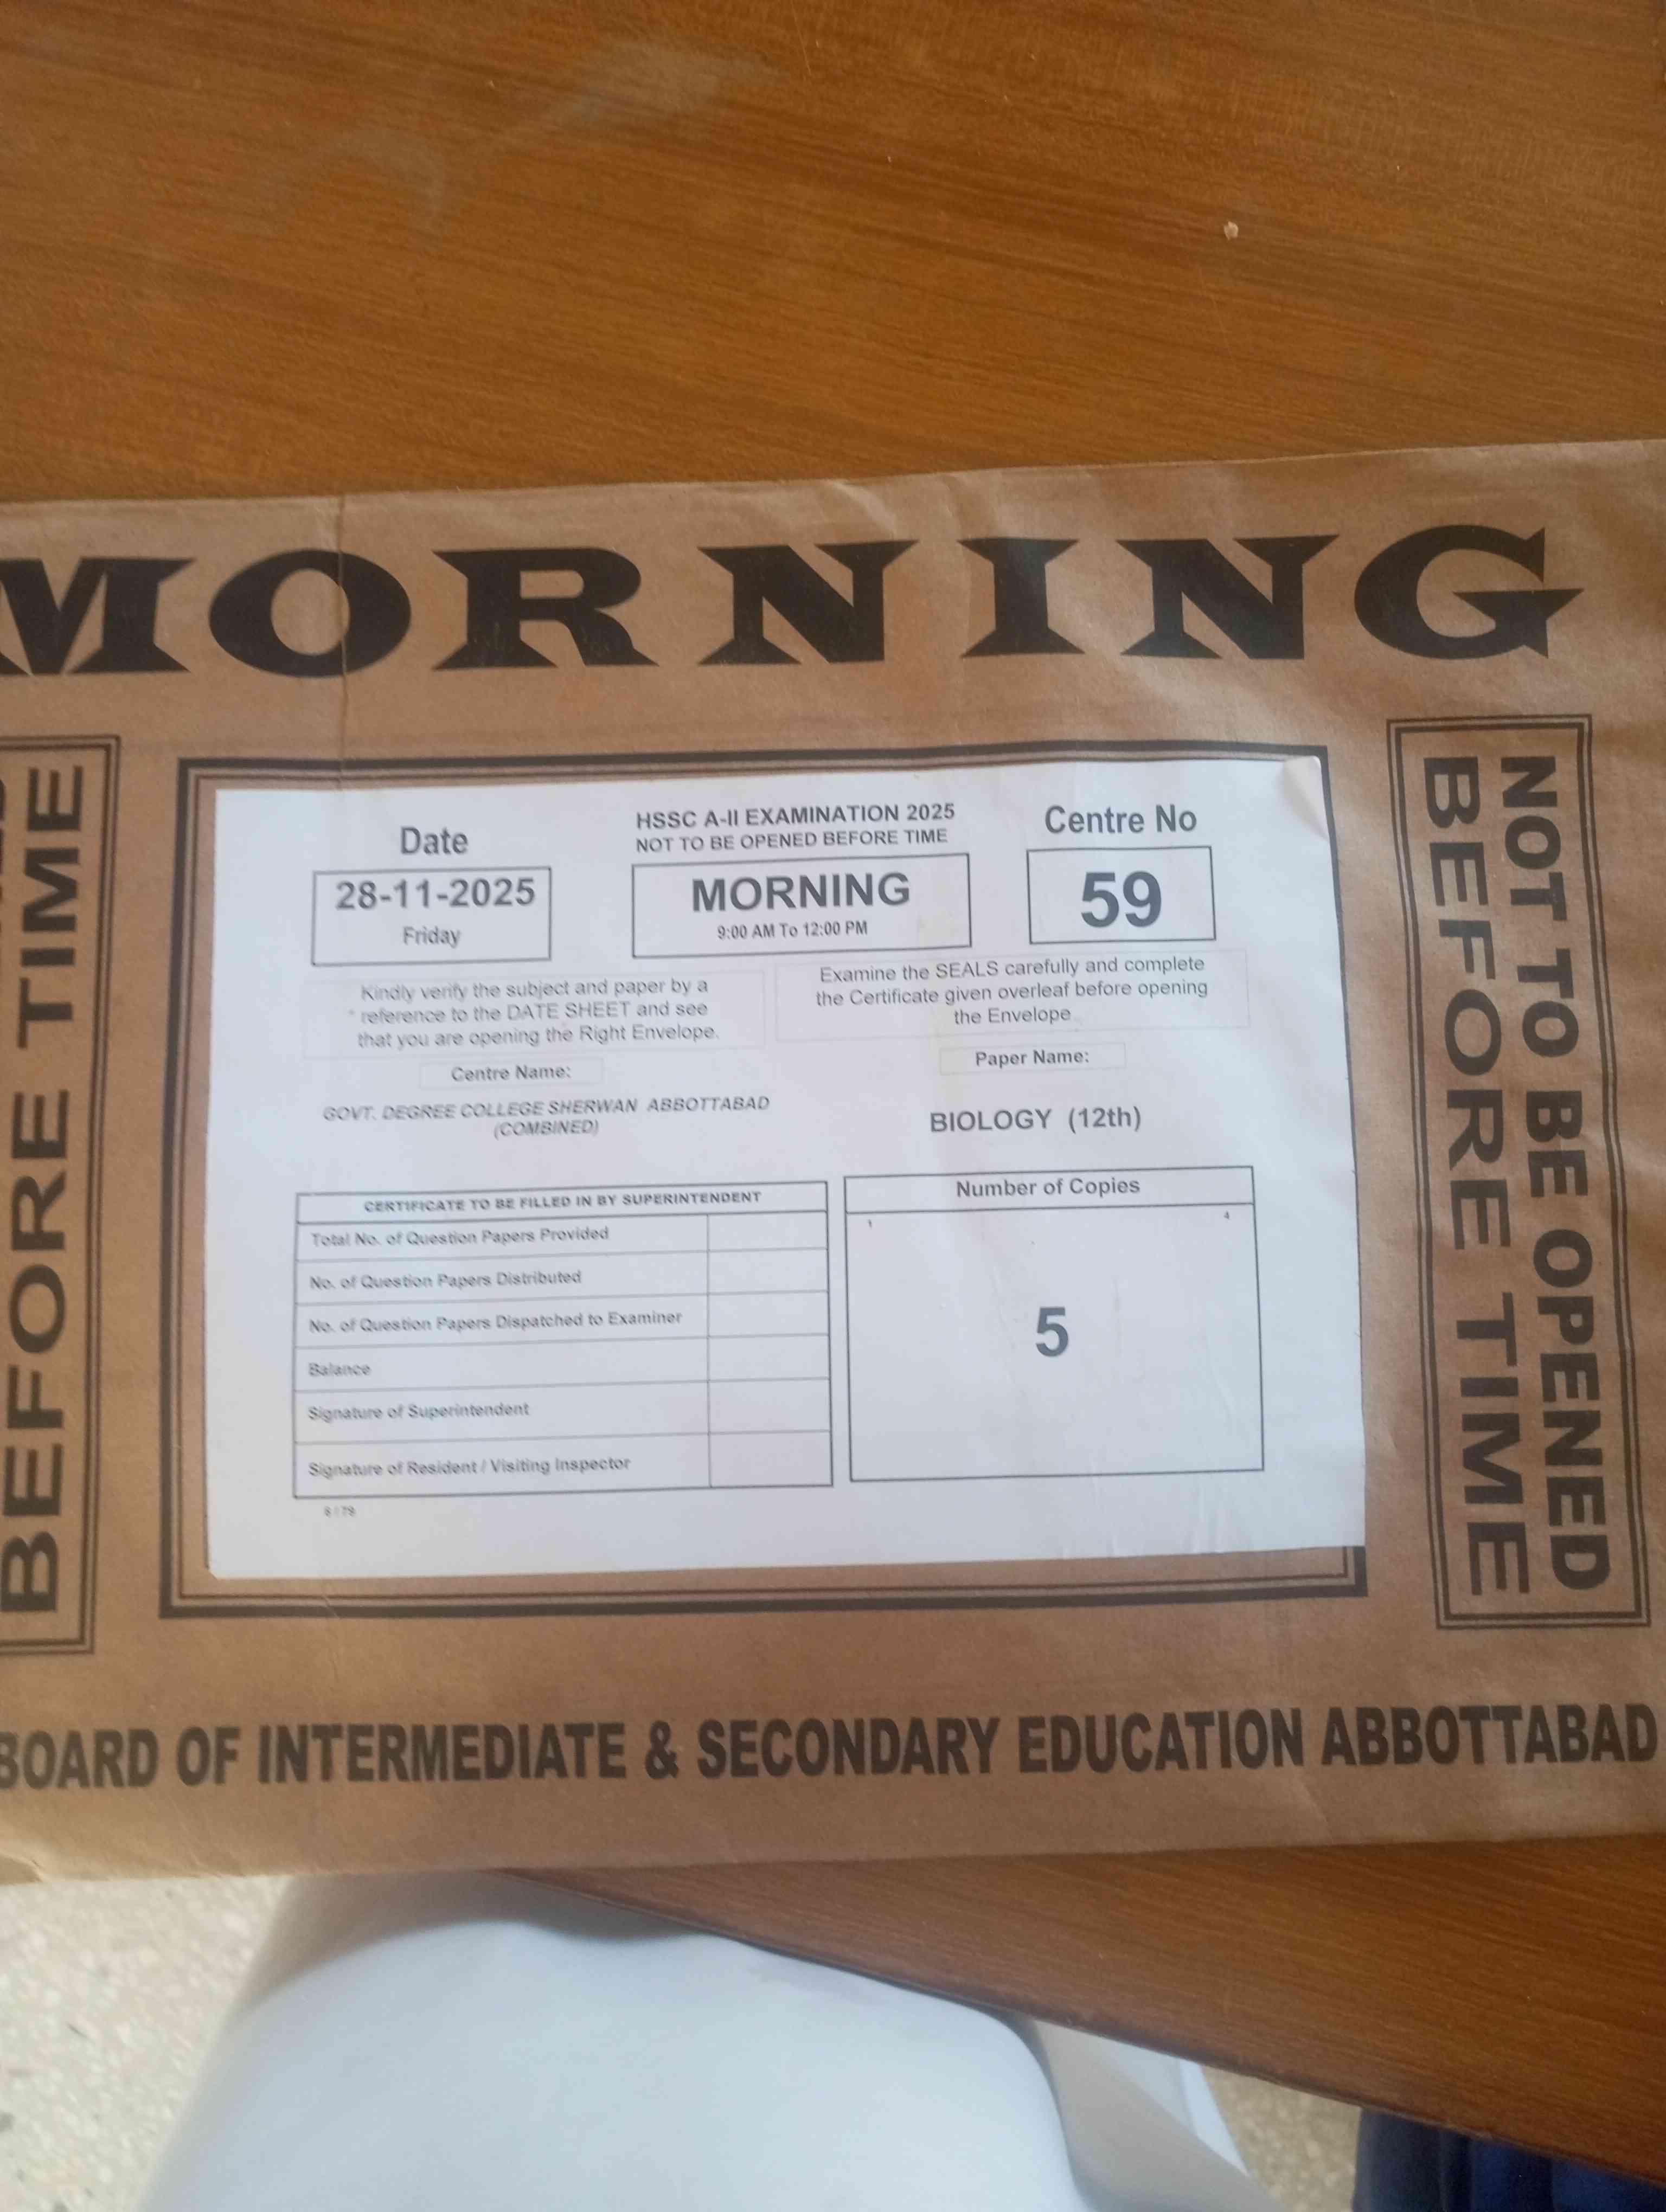 MORNING
BEFORE TIME
Date
28-11-2025
Friday
HSSC A-II EXAMINATION 2025
NOT TO BE OPENED BEFORE TIME
MORNING
9:00 AM To 12:00 PM
Centre No
59
Kindly verify the subject and paper by a
reference to the DATE SHEET and see
that you are opening the Right Envelope.
Examine the SEALS carefully and complete
the Certificate given overleaf before opening
the Envelope
Centre Name:
GOVT. DEGREE COLLEGE SHERWAN ABBOTTABAD
(COMBINED)
Paper Name:
BIOLOGY (12th)
CERTIFICATE TO BE FILLED IN BY SUPERINTENDENT
Total No. of Question Papers Provided
No. of Question Papers Distributed
No. of Question Papers Dispatched to Examiner
Balance
Signature of Superintendent
Signature of Resident / Visiting Inspector
Number of Copies
1 4
5
NOT TO BE OPENED
BEFORE TIME
BOARD OF INTERMEDIATE & SECONDARY EDUCATION ABBOTTABAD